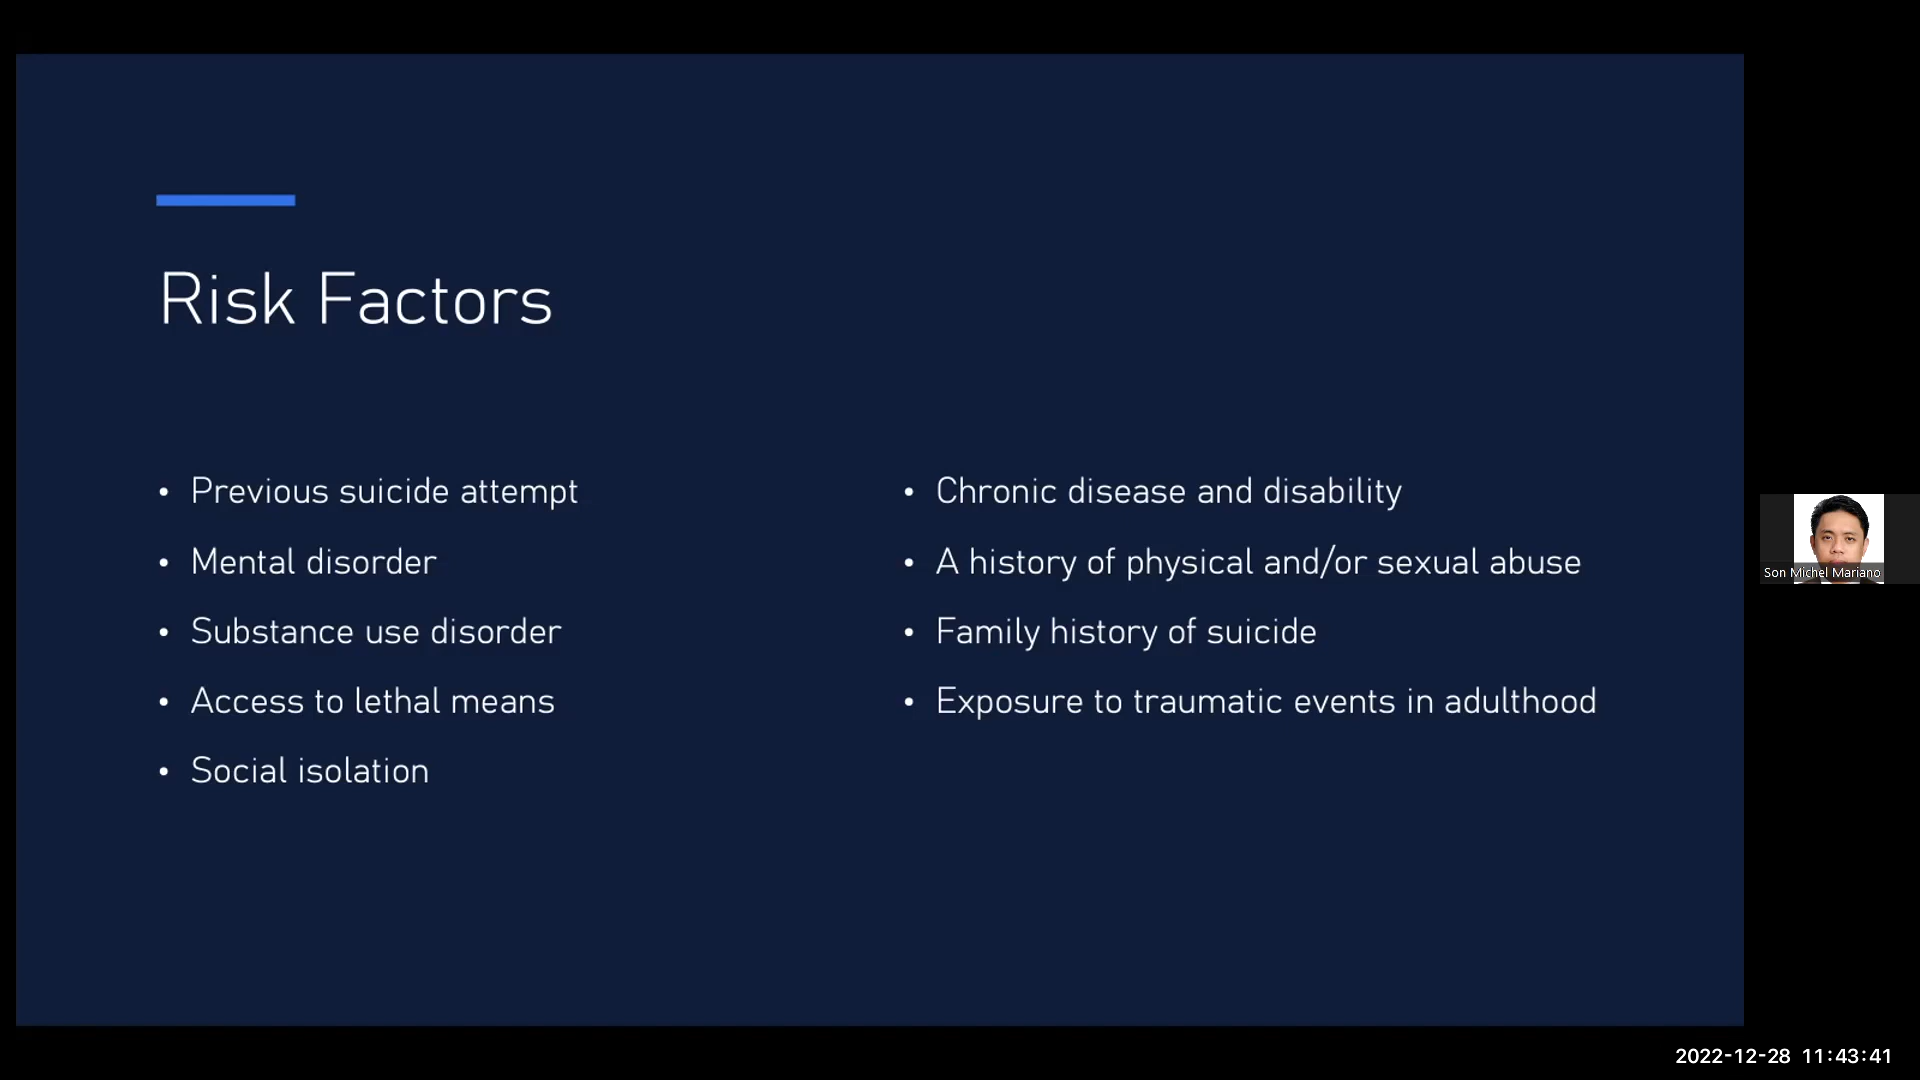 Risk Factors
• Previous suicide attempt
• Mental disorder
• Substance use disorder
• Access to lethal means
• Social isolation
• Chronic disease and disability
• A history of physical and/or sexual abuse
• Family history of suicide
• Exposure to traumatic events in adulthood
Son Michel Mariano
2022-12-28 11:43:41